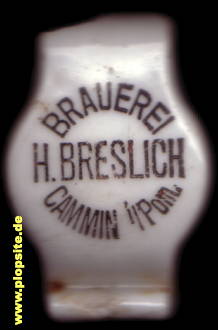 BRAUEREI
H.BRESLICH
CAMMIN i/Pom.
www.plopsite.de